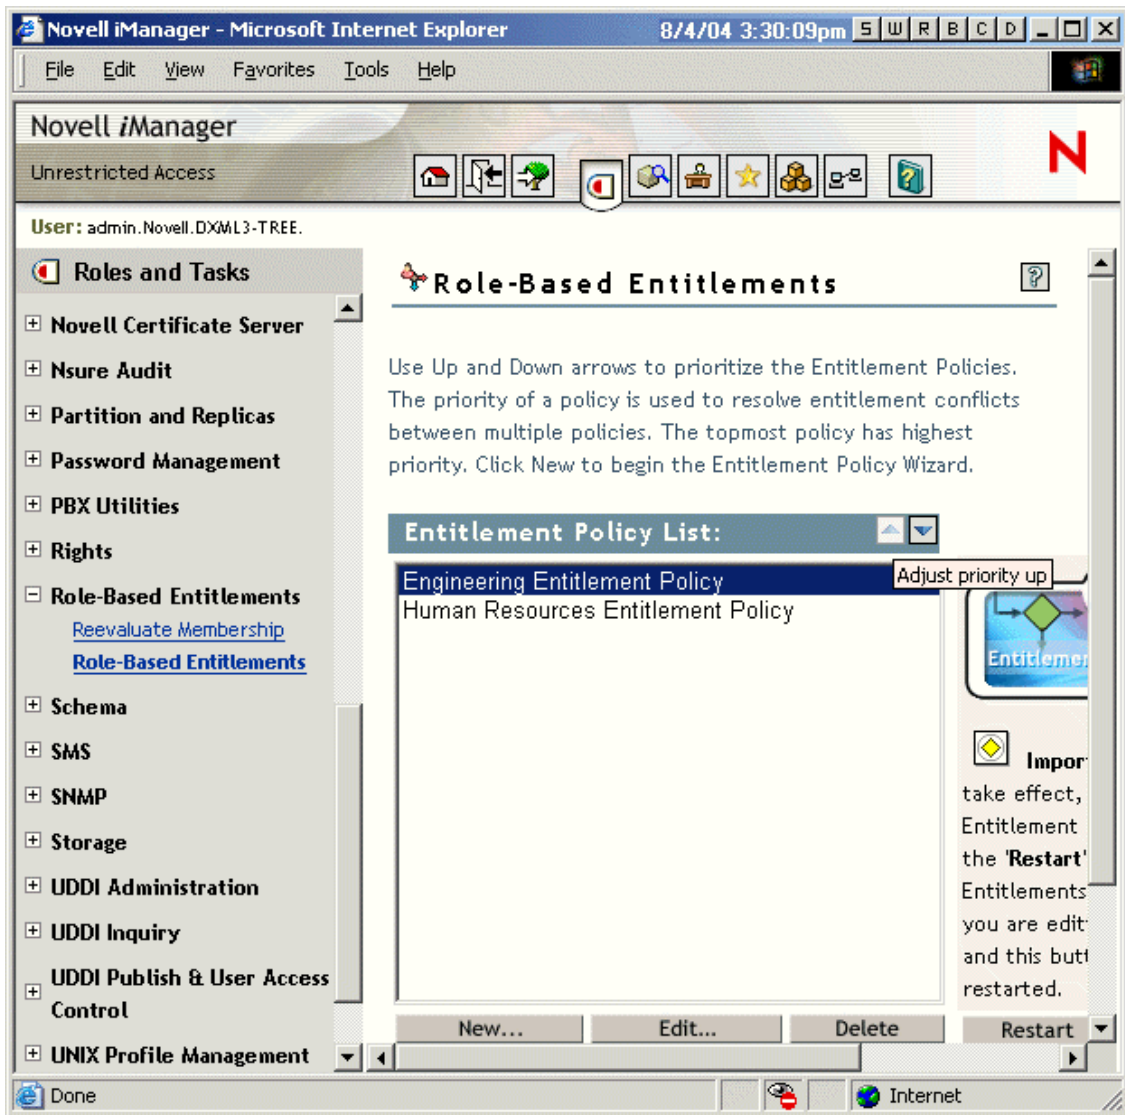 Novell iManager - Microsoft Internet Explorer 8/4/04 3:30:09pm S W R B C D
File Edit View Favorites Tools Help
Novell iManager
N
Unrestricted Access
User: admin.Novell.DXML3-TREE.
Roles and Tasks
Novell Certificate Server
Nsure Audit
Partition and Replicas
Password Management
PBX Utilities
Rights
Role-Based Entitlements
Reevaluate Membership
Role-Based Entitlements
Schema
SMS
SNMP
Storage
UDDI Administration
UDDI Inquiry
UDDI Publish & User Access
Control
UNIX Profile Management
Role-Based Entitlements
?
Use Up and Down arrows to prioritize the Entitlement Policies.
The priority of a policy is used to resolve entitlement conflicts
between multiple policies. The topmost policy has highest
priority. Click New to begin the Entitlement Policy Wizard.
Entitlement Policy List:
Adjust priority up
Engineering Entitlement Policy
Human Resources Entitlement Policy
New... Edit... Delete
Entitlemen
Impor
take effect,
Entitlement
the 'Restart'
Entitlements
you are edit
and this butt
restarted.
Restart
Done
Internet